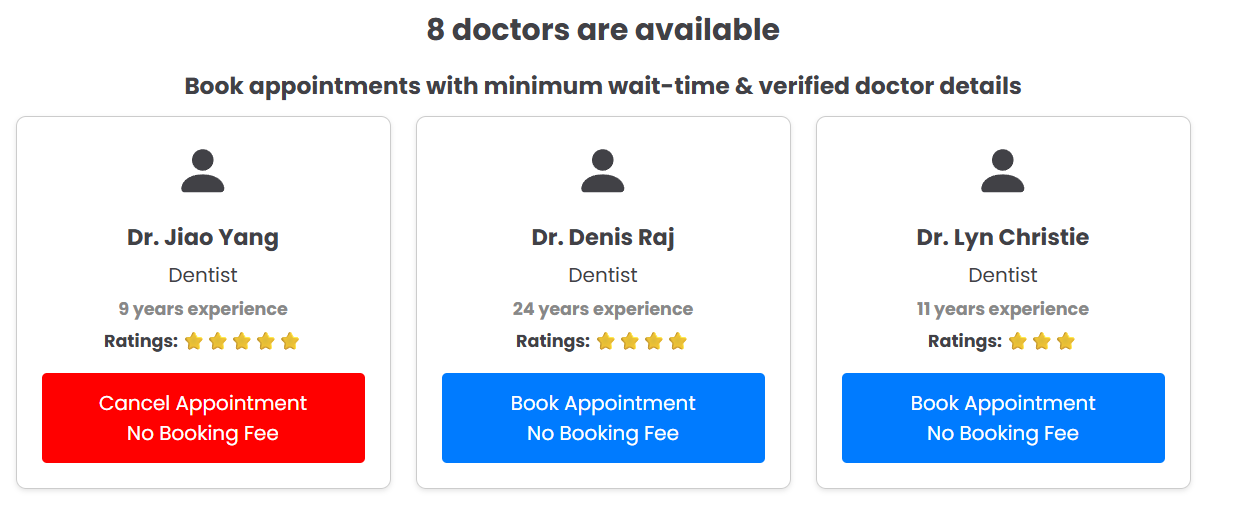 8 doctors are available
Book appointments with minimum wait-time & verified doctor details
Dr. Jiao Yang
Dentist
9 years experience
Ratings: ⭐⭐⭐⭐⭐
Cancel Appointment
No Booking Fee
Dr. Denis Raj
Dentist
24 years experience
Ratings: ⭐⭐⭐⭐
Book Appointment
No Booking Fee
Dr. Lyn Christie
Dentist
11 years experience
Ratings: ⭐⭐⭐
Book Appointment
No Booking Fee